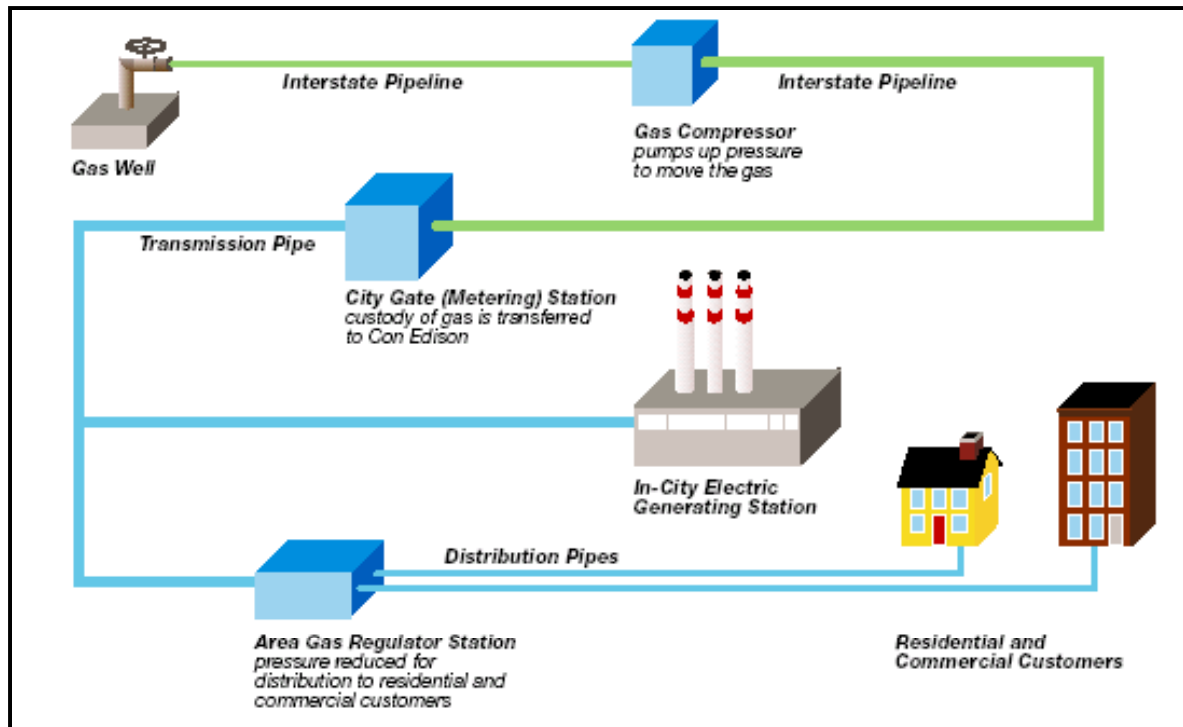 Interstate Pipeline
Interstate Pipeline
Gas Well
Gas Compressor
pumps up pressure
to move the gas
Transmission Pipe
City Gate (Metering) Station
custody of gas is transferred
to Con Edison
In-City Electric
Generating Station
Distribution Pipes
Area Gas Regulator Station
pressure reduced for
distribution to residential and
commercial customers
Residential and
Commercial Customers